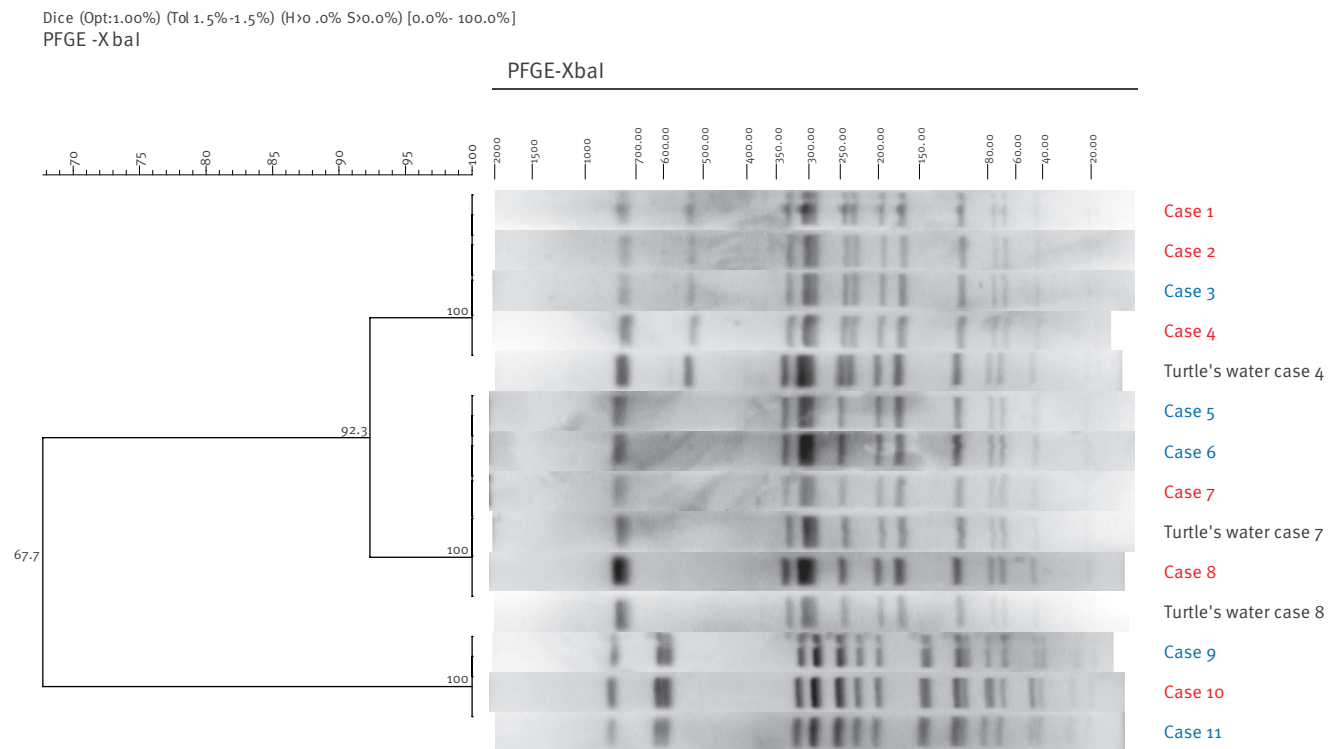 Dice (Opt:1.00%) (Tol 1.5%-1.5%) (H>0 .0% S>0.0%) [0.0%- 100.0%]
PFGE -XbaI
PFGE-XbaI
70 75 80 85 90 95 100
2000 1500 1000 700.00 600.00 500.00 400.00 350.00 300.00 250.00 200.00 150.00 80.00 60.00 40.00 20.00
Case 1
Case 2
Case 3
100
Case 4
Turtle's water case 4
Case 5
92.3
Case 6
Case 7
Turtle's water case 7
67.7
100
Case 8
Turtle's water case 8
Case 9
100
Case 10
Case 11